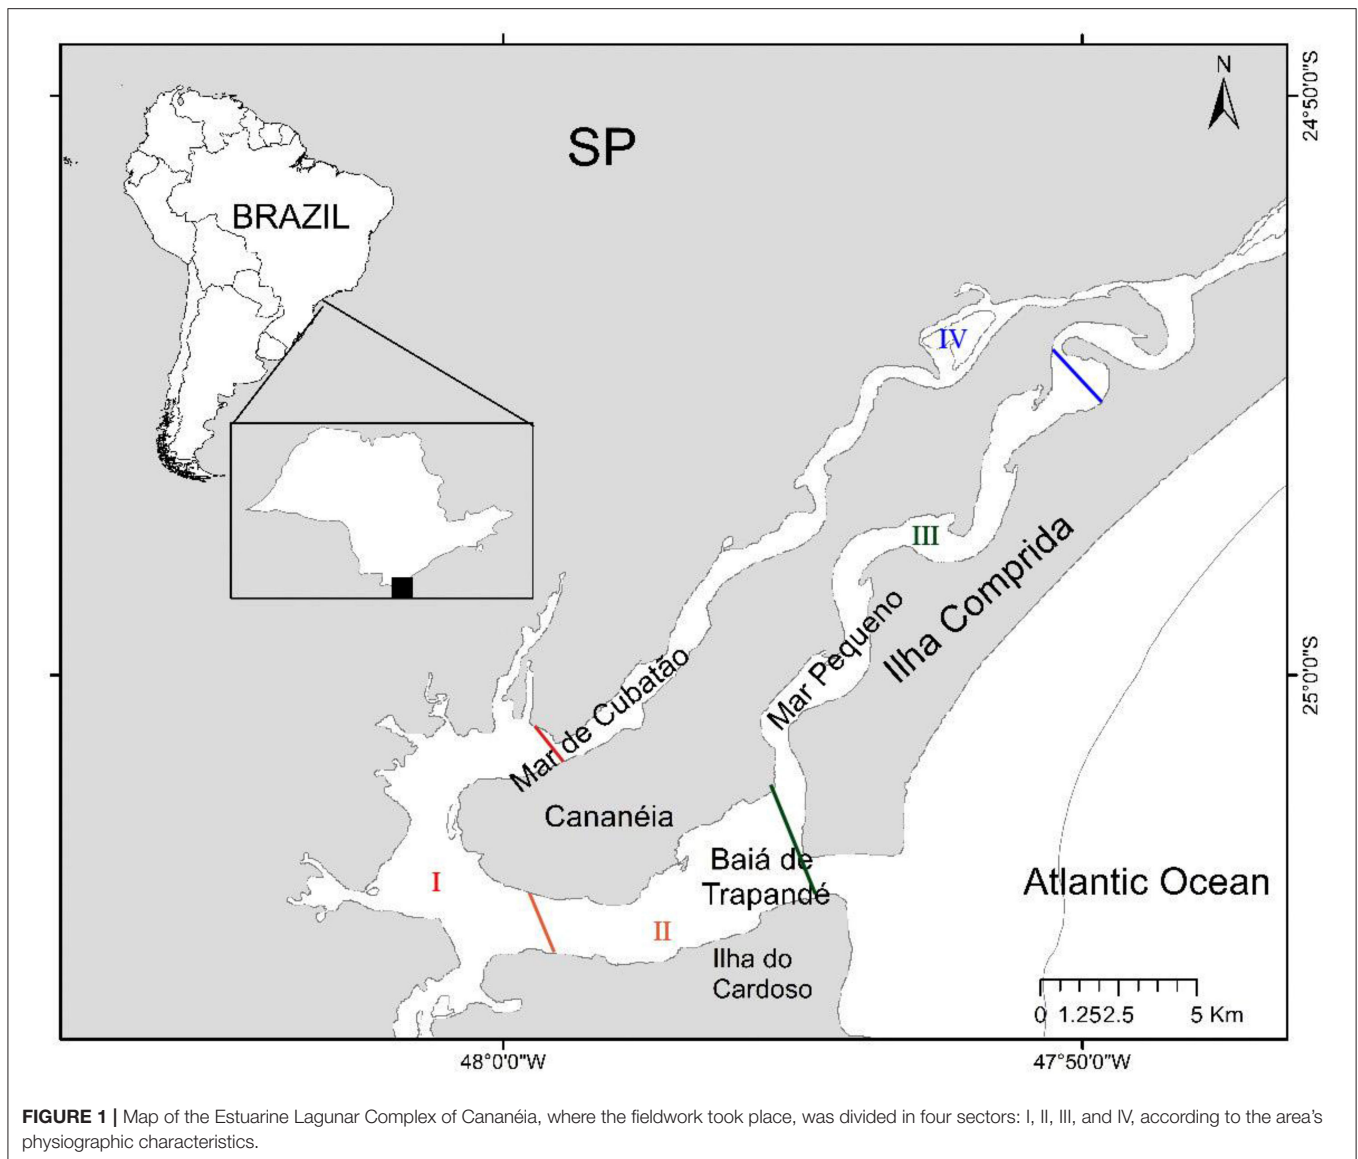 N
24°50'0"S
SP
BRAZIL
IV
III
Ilha Comprida
Mar Pequeno
25°0'0"S
Mar de Cubatão
Cananéia
Baiá de
Trapandé
I
II
Atlantic Ocean
Ilha do
Cardoso
0 1.252.5 5 Km
48°0'0"W
47°50'0"W
FIGURE 1 | Map of the Estuarine Lagunar Complex of Cananéia, where the fieldwork took place, was divided in four sectors: I, II, III, and IV, according to the area's
physiographic characteristics.